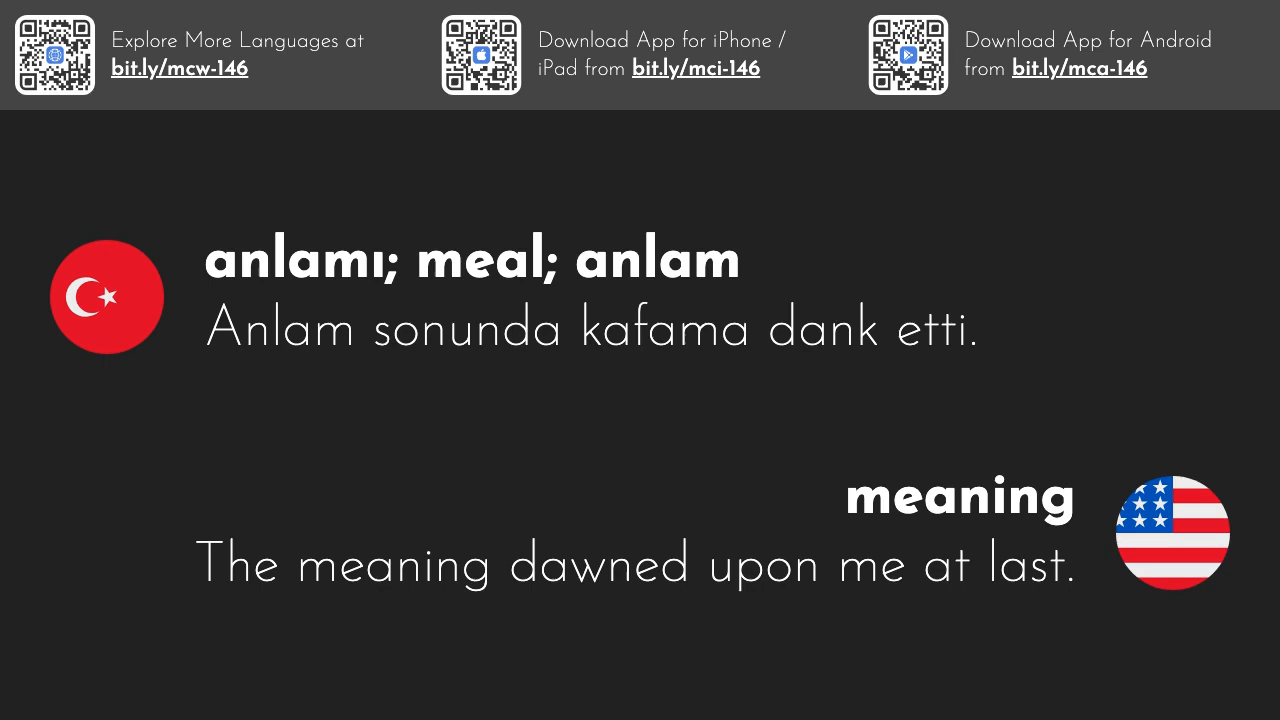 Explore More Languages at
bit.ly/mcw-146
Download App for iPhone /
iPad from bit.ly/mci-146
Download App for Android
from bit.ly/mca-146
anlamı; meal; anlam
Anlam sonunda kafama dank etti.
meaning
The meaning dawned upon me at last.